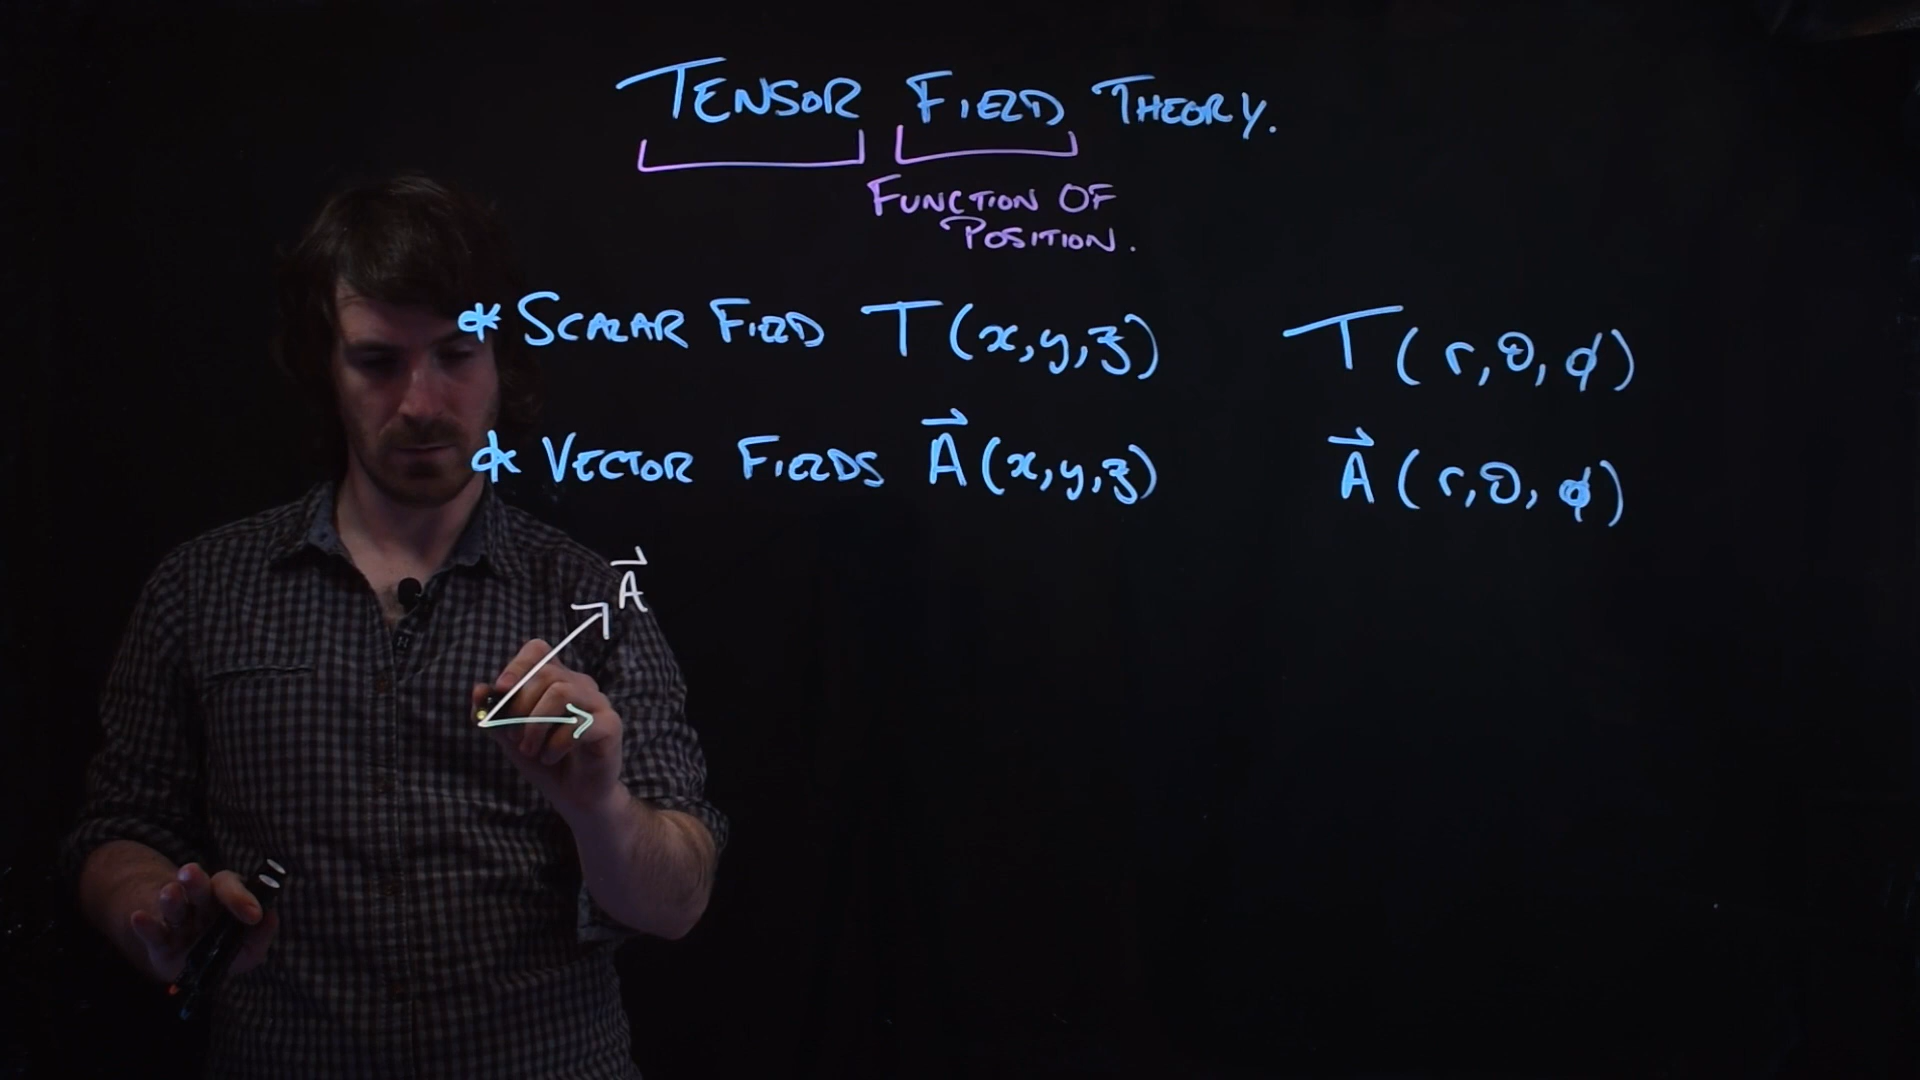 TENSOR FIELD THEORY.
FUNCTION OF
POSITION.
* SCALAR FIELD T(x,y,z) T(r,θ,ϕ)
* VECTOR FIELDS A⃗(x,y,z) A⃗(r,θ,ϕ)
A⃗